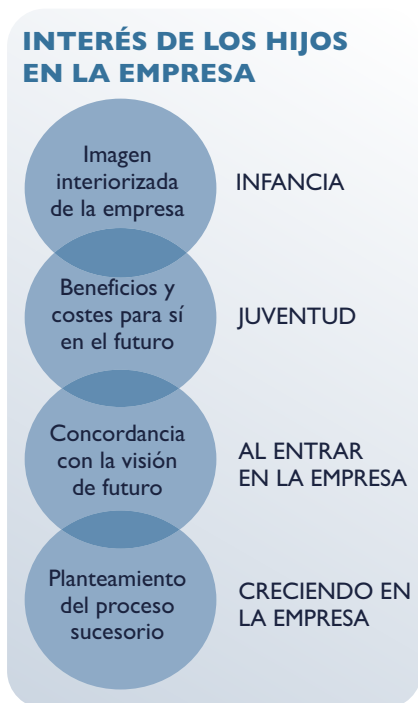 INTERÉS DE LOS HIJOS
EN LA EMPRESA
Imagen
interiorizada
de la empresa
INFANCIA
Beneficios y
costes para sí
en el futuro
JUVENTUD
Concordancia
con la visión
de futuro
AL ENTRAR
EN LA EMPRESA
Planteamiento
del proceso
sucesorio
CRECIENDO EN
LA EMPRESA